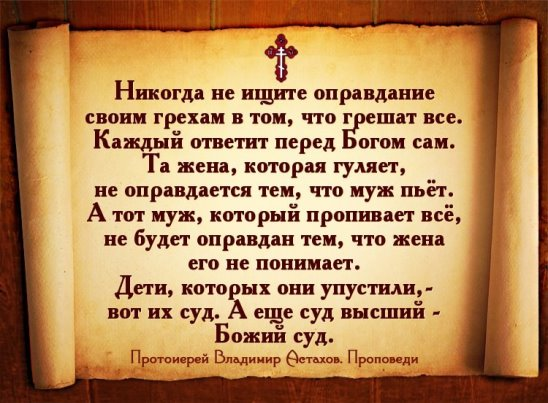 Никогда не ищите оправдание
своим грехам в том, что грешат все.
Каждый ответит перед Богом сам.
Та жена, которая гуляет,
не оправдается тем, что муж пьёт.
А тот муж, который пропивает всё,
не будет оправдан тем, что жена
его не понимает.
Дети, которых они упустили,-
вот их суд. А еще суд высший -
Божий суд.
Протоиерей Владимир Астахов. Проповеди